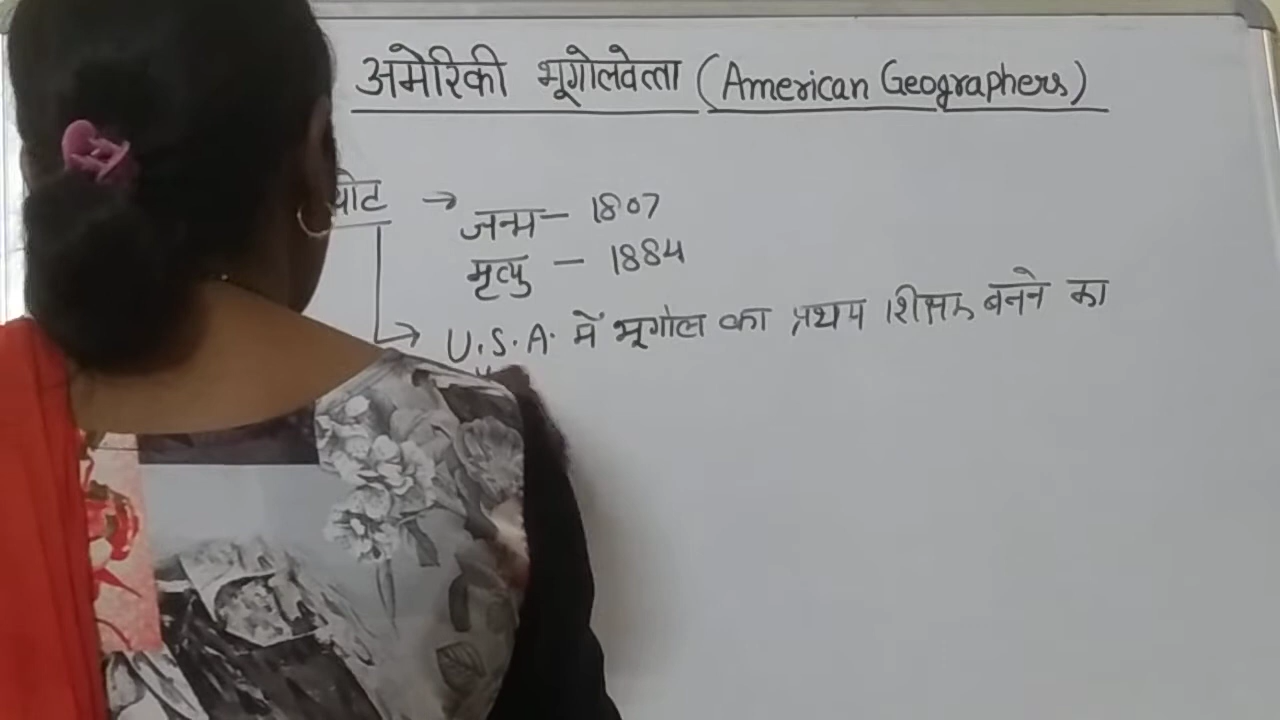 अमेरिकी भूगोलवेत्ता (American Geographers)
→ जन्म - 1807
मृत्यु - 1884
→ U.S.A. में भूगोल का प्रथम शिक्षक बनने का